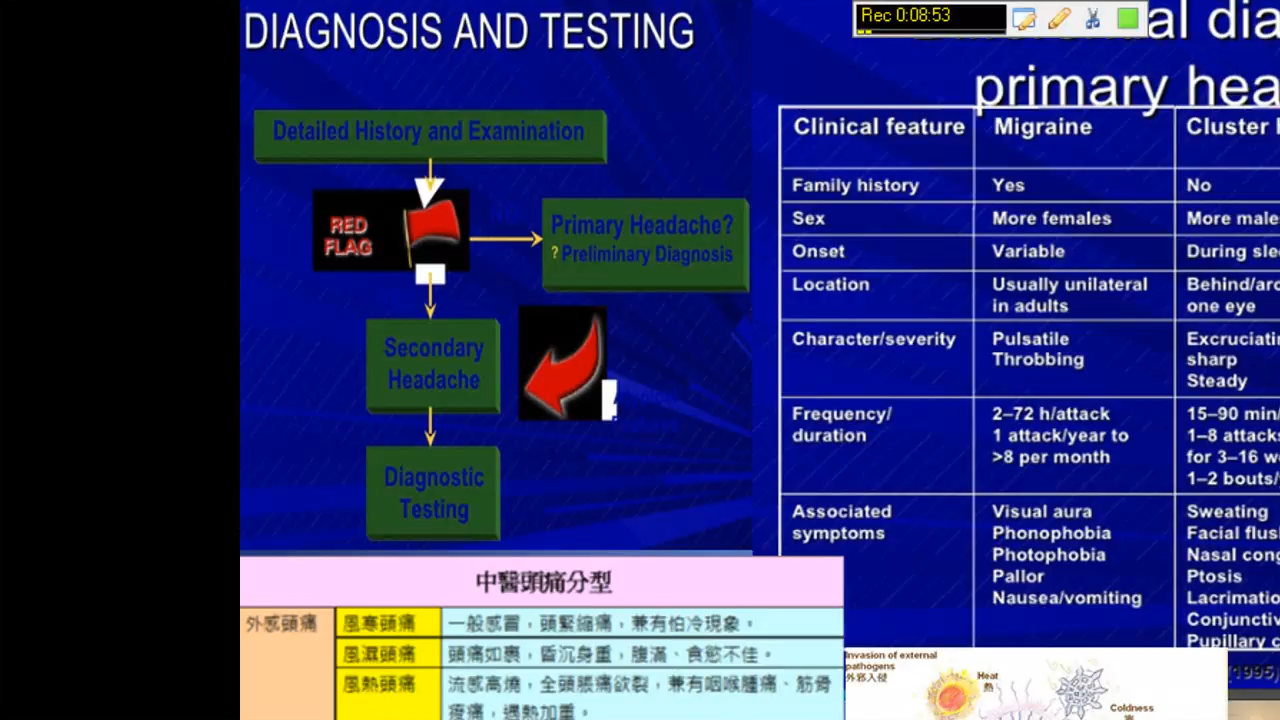 DIAGNOSIS AND TESTING
Detailed History and Examination
RED
FLAG
Primary Headache?
? Preliminary Diagnosis
Secondary
Headache
Diagnostic
Testing
Rec 0:08:53
al dia
primary hea
Clinical feature Migraine Cluster
Family history Yes No
Sex More females More male
Onset Variable During sle
Location Usually unilateral Behind/aro
in adults one eye
Character/severity Pulsatile Excruciatin
Throbbing sharp
Steady
Frequency/ 2–72 h/attack 15–90 min/
duration 1 attack/year to 1–8 attacks
>8 per month for 3–16 we
1–2 bouts/
Associated Visual aura Sweating
symptoms Phonophobia Facial flus
Photophobia Nasal cong
Pallor Ptosis
Nausea/vomiting Lacrimatio
Conjunctiv
Pupillary c
(1995)
中醫頭痛分型
外感頭痛 風寒頭痛 一般感冒，頭緊縮痛，兼有怕冷現象。
風濕頭痛 頭痛如裹，昏沉身重，腹滿、食慾不佳。
風熱頭痛 流感高燒，全頭脹痛欲裂，兼有咽喉腫痛、筋骨
痠痛，遇熱加重。
Invasion of external
pathogens
外邪入侵
Heat
熱
Coldness